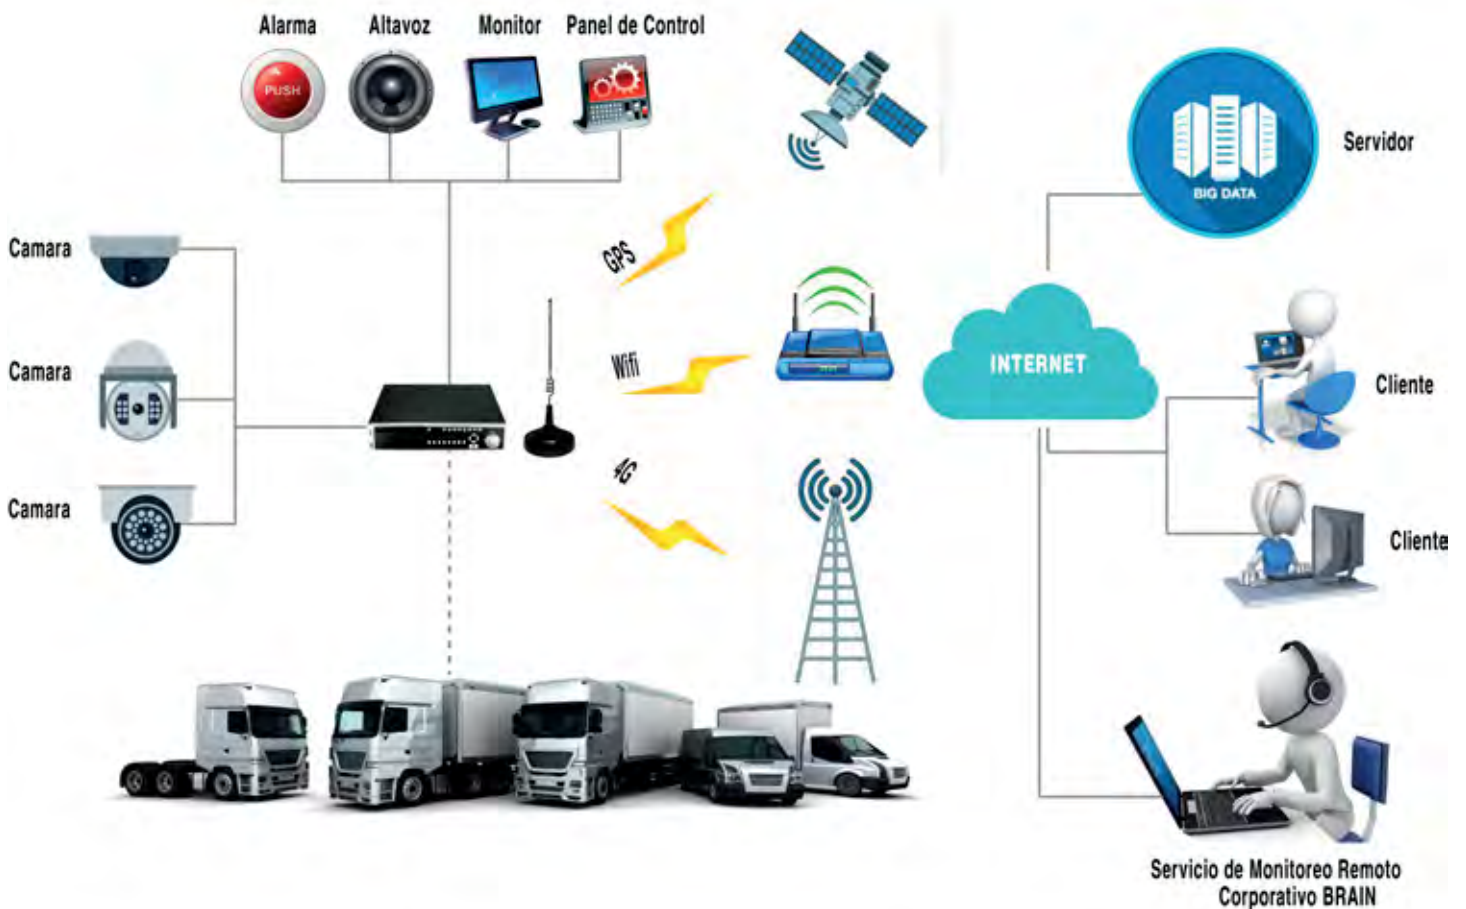 Alarma
Altavoz
Monitor
Panel de Control
PUSH
Servidor
BIG DATA
Camara
GPS
Camara
Wifi
INTERNET
Cliente
Camara
4G
Cliente
Servicio de Monitoreo Remoto
Corporativo BRAIN